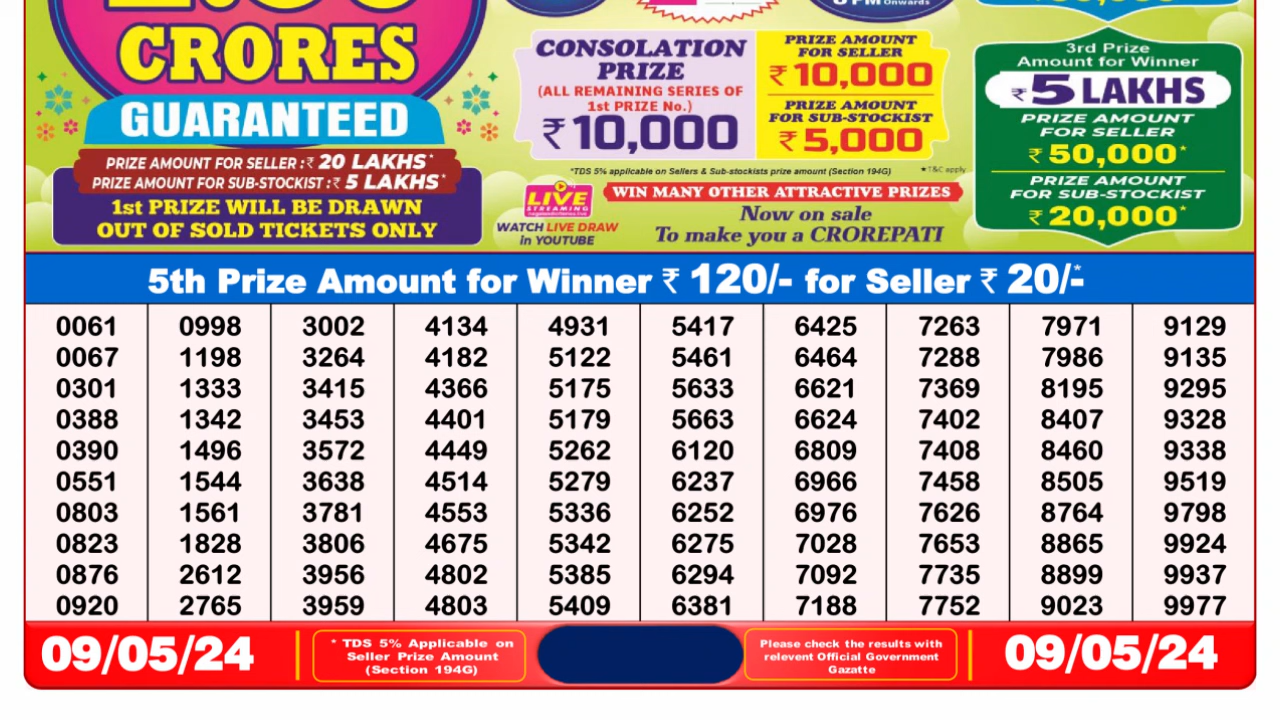 CRORES
GUARANTEED
PRIZE AMOUNT FOR SELLER :₹ 20 LAKHS*
PRIZE AMOUNT FOR SUB-STOCKIST :₹ 5 LAKHS*
1st PRIZE WILL BE DRAWN
OUT OF SOLD TICKETS ONLY
CONSOLATION
PRIZE
(ALL REMAINING SERIES OF
1st PRIZE No.)
₹ 10,000
PRIZE AMOUNT
FOR SELLER
₹ 10,000
PRIZE AMOUNT
FOR SUB-STOCKIST
₹ 5,000
*TDS 5% applicable on Sellers & Sub-stockists prize amount (Section 194G)
★T&C apply
LIVE
STREAMING
WATCH LIVE DRAW
in YOUTUBE
WIN MANY OTHER ATTRACTIVE PRIZES
Now on sale
To make you a CROREPATI
Onwards
3rd Prize
Amount for Winner
₹ 5 LAKHS
PRIZE AMOUNT
FOR SELLER
₹ 50,000*
PRIZE AMOUNT
FOR SUB-STOCKIST
₹ 20,000*
5th Prize Amount for Winner ₹ 120/- for Seller ₹ 20/-*
0061 0998 3002 4134 4931 5417 6425 7263 7971 9129
0067 1198 3264 4182 5122 5461 6464 7288 7986 9135
0301 1333 3415 4366 5175 5633 6621 7369 8195 9295
0388 1342 3453 4401 5179 5663 6624 7402 8407 9328
0390 1496 3572 4449 5262 6120 6809 7408 8460 9338
0551 1544 3638 4514 5279 6237 6966 7458 8505 9519
0803 1561 3781 4553 5336 6252 6976 7626 8764 9798
0823 1828 3806 4675 5342 6275 7028 7653 8865 9924
0876 2612 3956 4802 5385 6294 7092 7735 8899 9937
0920 2765 3959 4803 5409 6381 7188 7752 9023 9977
09/05/24
* TDS 5% Applicable on
Seller Prize Amount
(Section 194G)
Please check the results with
relevent Official Government
Gazatte
09/05/24